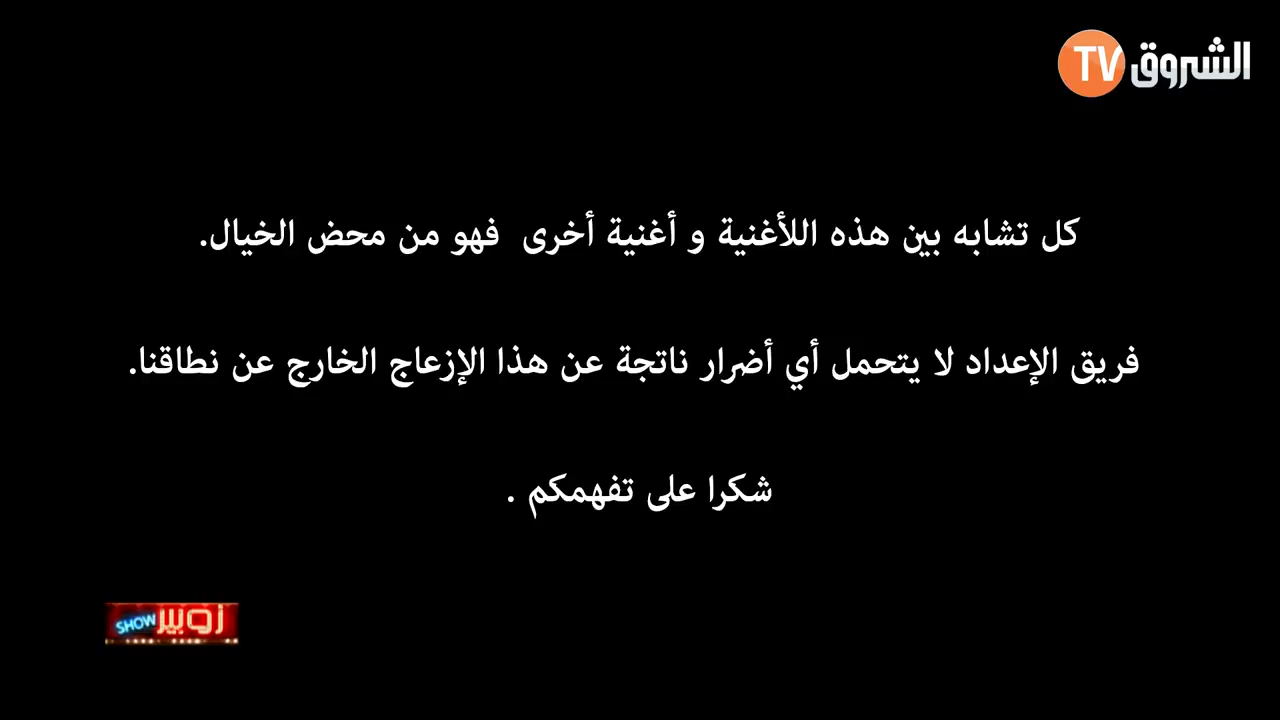 الشروق TV
كل تشابه بين هذه اللأغنية و أغنية أخرى فهو من محض الخيال.
فريق الإعداد لا يتحمل أي أضرار ناتجة عن هذا الإزعاج الخارج عن نطاقنا.
شكرا على تفهمكم .
زوبير SHOW